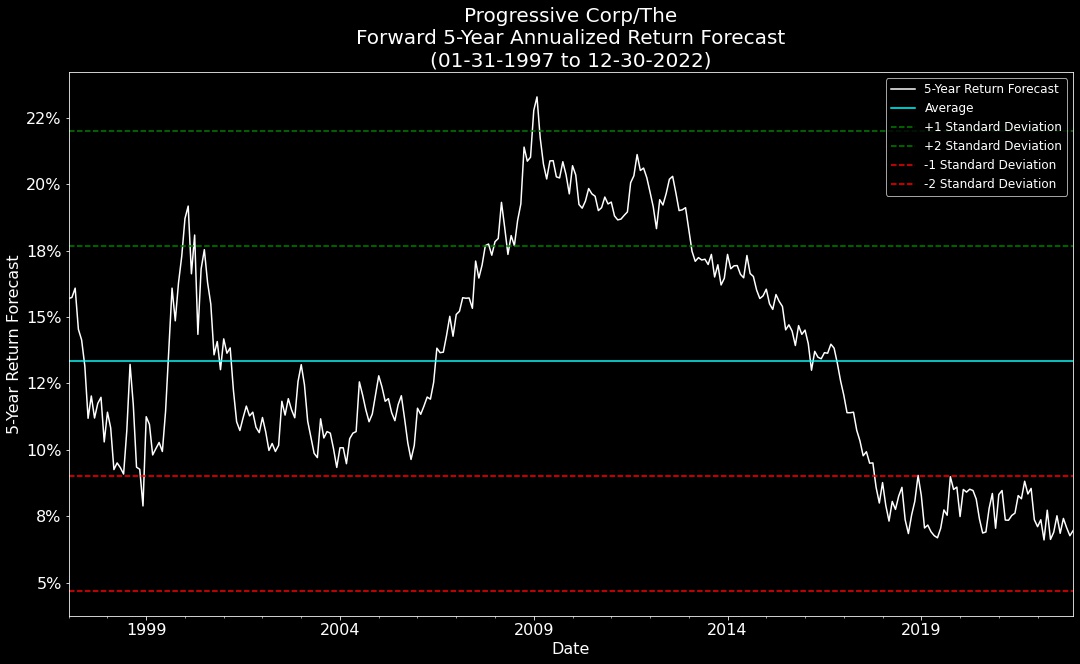 Progressive Corp/The
Forward 5-Year Annualized Return Forecast
(01-31-1997 to 12-30-2022)
5-Year Return Forecast
Average
+1 Standard Deviation
+2 Standard Deviation
-1 Standard Deviation
-2 Standard Deviation
5-Year Return Forecast
22%
20%
18%
15%
12%
10%
8%
5%
1999 2004 2009 2014 2019
Date